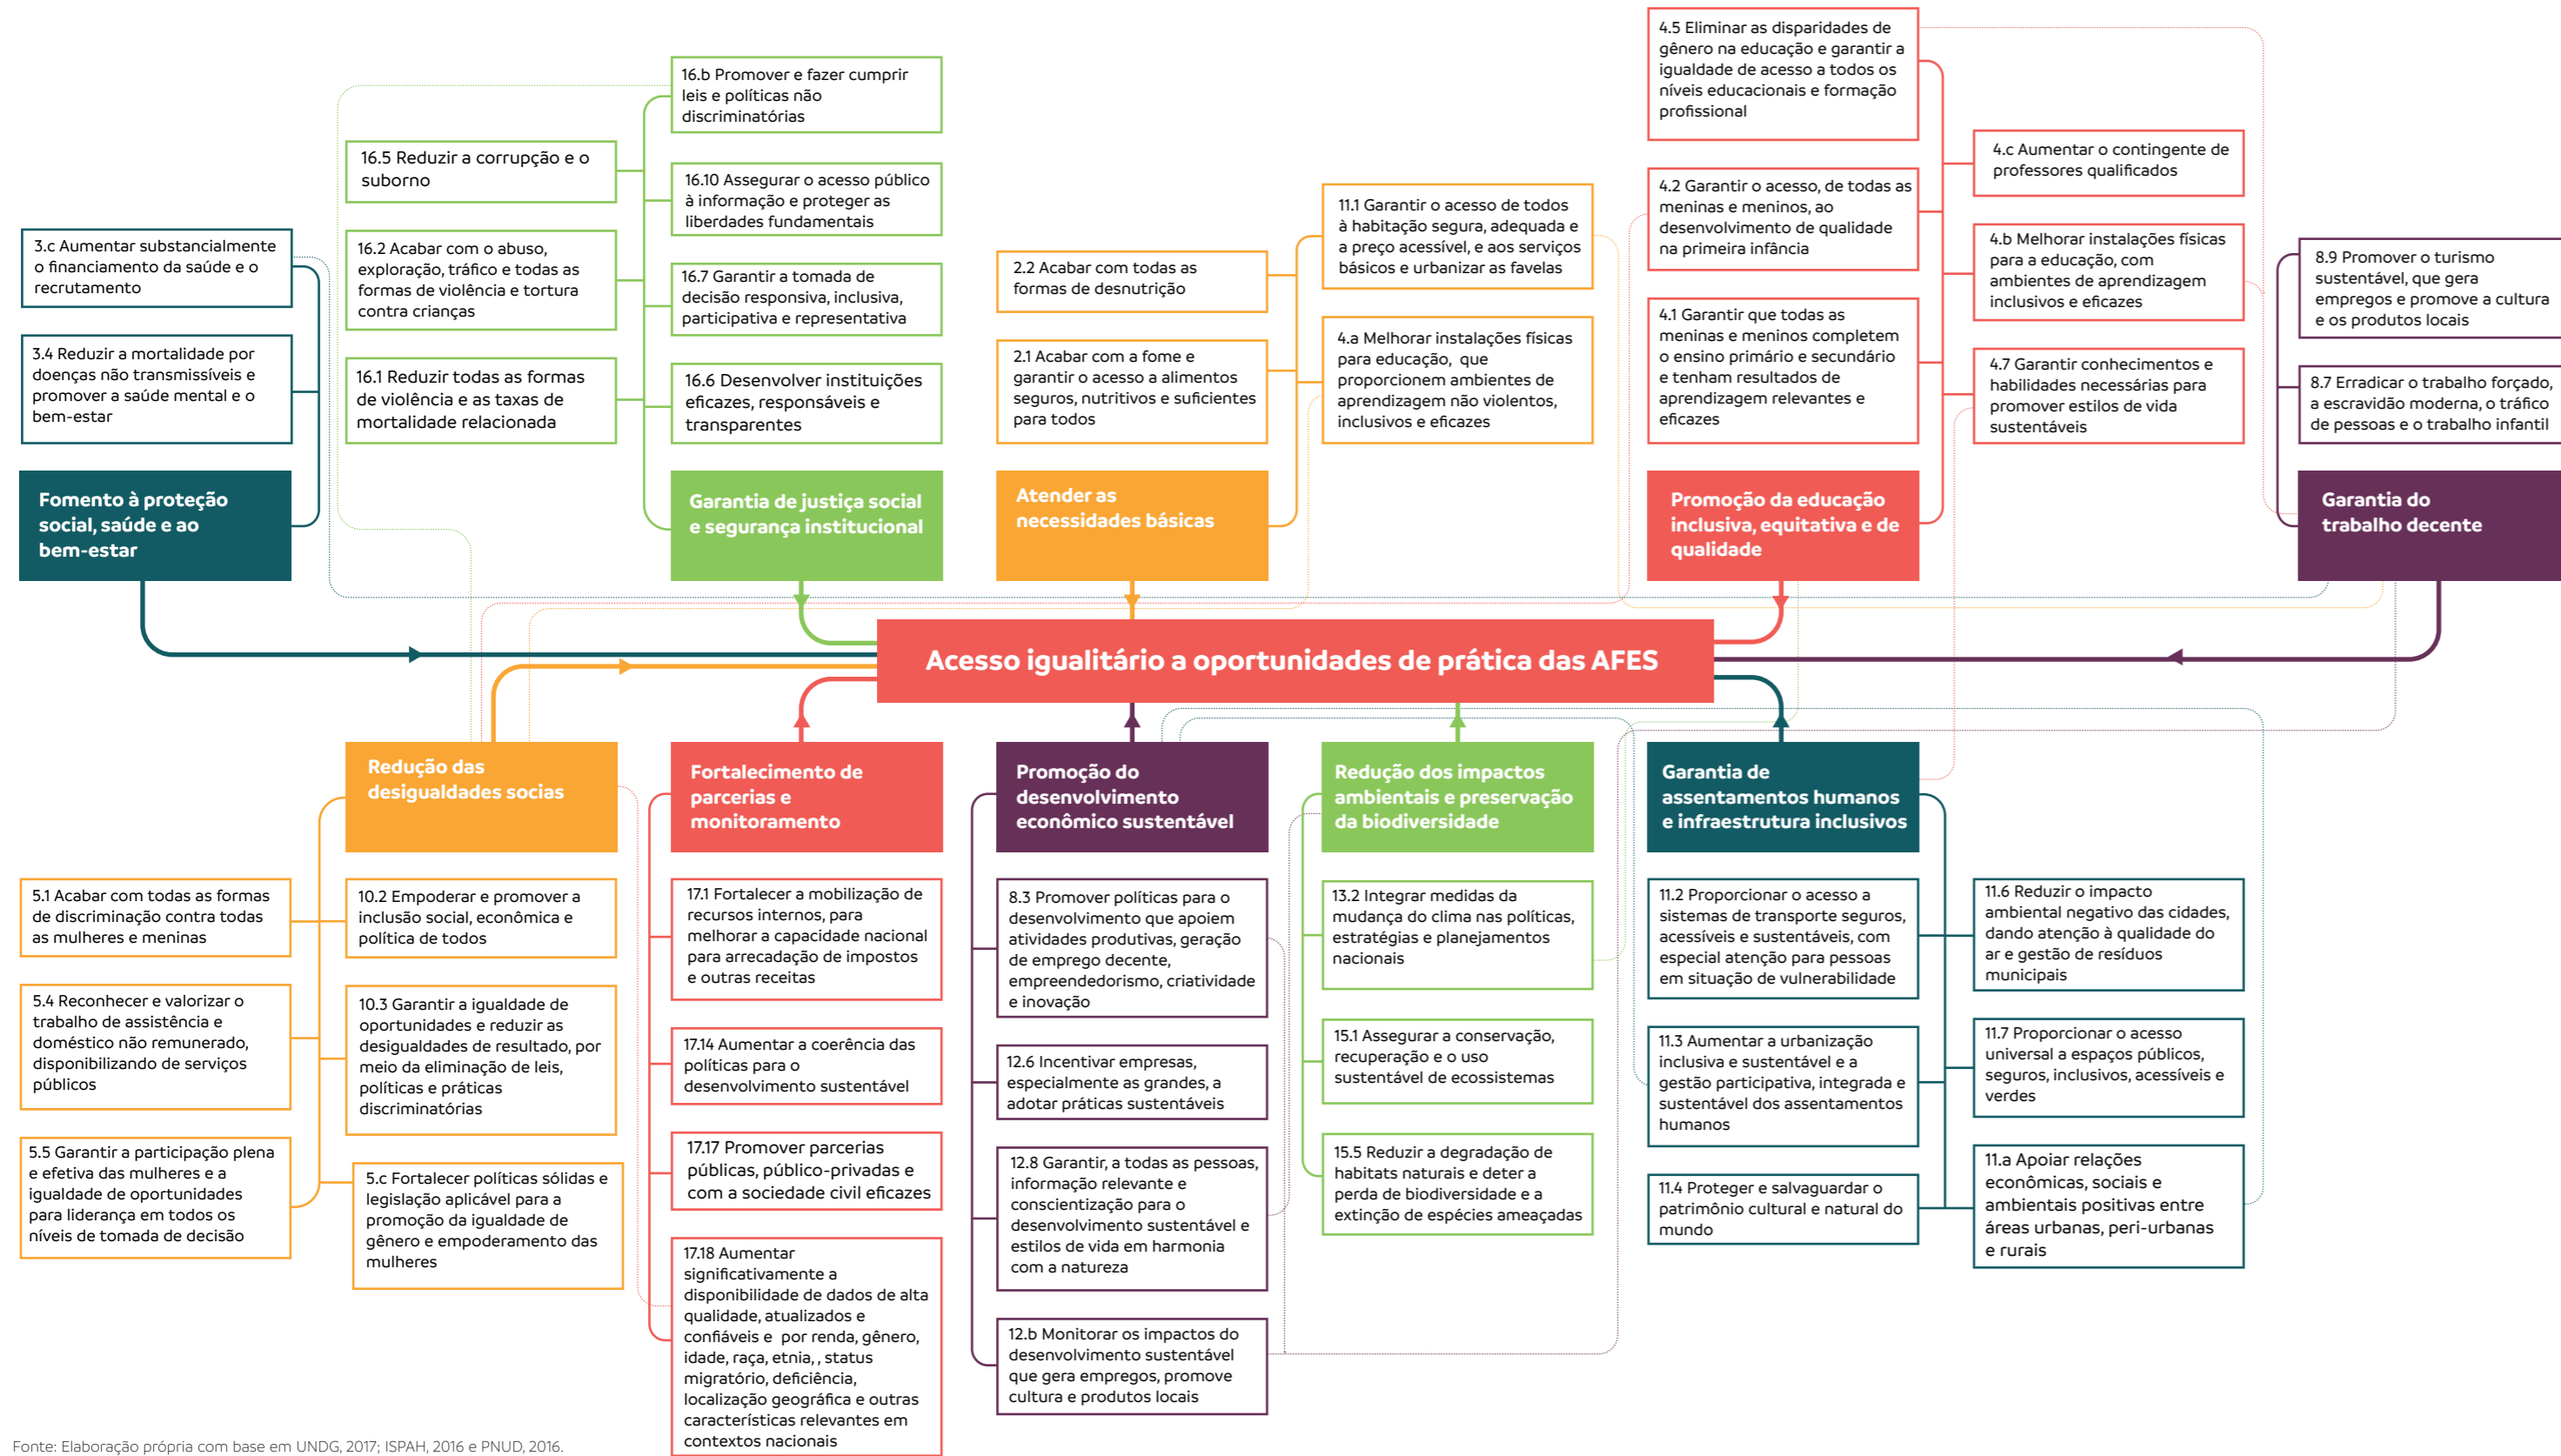 3.c Aumentar substancialmente
o financiamento da saúde e o
recrutamento
3.4 Reduzir a mortalidade por
doenças não transmissíveis e
promover a saúde mental e o
bem-estar
Fomento à proteção
social, saúde e ao
bem-estar
16.5 Reduzir a corrupção e o
suborno
16.2 Acabar com o abuso,
exploração, tráfico e todas as
formas de violência e tortura
contra crianças
16.1 Reduzir todas as formas
de violência e as taxas de
mortalidade relacionada
16.b Promover e fazer cumprir
leis e políticas não
discriminatórias
16.10 Assegurar o acesso público
à informação e proteger as
liberdades fundamentais
16.7 Garantir a tomada de
decisão responsiva, inclusiva,
participativa e representativa
16.6 Desenvolver instituições
eficazes, responsáveis e
transparentes
Garantia de justiça social
e segurança institucional
2.2 Acabar com todas as
formas de desnutrição
2.1 Acabar com a fome e
garantir o acesso a alimentos
seguros, nutritivos e suficientes
para todos
Atender as
necessidades básicas
11.1 Garantir o acesso de todos
à habitação segura, adequada e
a preço acessível, e aos serviços
básicos e urbanizar as favelas
4.a Melhorar instalações físicas
para educação, que
proporcionem ambientes de
aprendizagem não violentos,
inclusivos e eficazes
4.5 Eliminar as disparidades de
gênero na educação e garantir a
igualdade de acesso a todos os
níveis educacionais e formação
profissional
4.2 Garantir o acesso, de todas as
meninas e meninos, ao
desenvolvimento de qualidade
na primeira infância
4.1 Garantir que todas as
meninas e meninos completem
o ensino primário e secundário
e tenham resultados de
aprendizagem relevantes e
eficazes
Promoção da educação
inclusiva, equitativa e de
qualidade
4.c Aumentar o contingente de
professores qualificados
4.b Melhorar instalações físicas
para a educação, com
ambientes de aprendizagem
inclusivos e eficazes
4.7 Garantir conhecimentos e
habilidades necessárias para
promover estilos de vida
sustentáveis
8.9 Promover o turismo
sustentável, que gera
empregos e promove a cultura
e os produtos locais
8.7 Erradicar o trabalho forçado,
a escravidão moderna, o tráfico
de pessoas e o trabalho infantil
Garantia do
trabalho decente
Acesso igualitário a oportunidades de prática das AFES
Redução das
desigualdades socias
5.1 Acabar com todas as formas
de discriminação contra todas
as mulheres e meninas
5.4 Reconhecer e valorizar o
trabalho de assistência e
doméstico não remunerado,
disponibilizando de serviços
públicos
5.5 Garantir a participação plena
e efetiva das mulheres e a
igualdade de oportunidades
para liderança em todos os
níveis de tomada de decisão
10.2 Empoderar e promover a
inclusão social, econômica e
política de todos
10.3 Garantir a igualdade de
oportunidades e reduzir as
desigualdades de resultado, por
meio da eliminação de leis,
políticas e práticas
discriminatórias
5.c Fortalecer políticas sólidas e
legislação aplicável para a
promoção da igualdade de
gênero e empoderamento das
mulheres
Fortalecimento de
parcerias e
monitoramento
17.1 Fortalecer a mobilização de
recursos internos, para
melhorar a capacidade nacional
para arrecadação de impostos
e outras receitas
17.14 Aumentar a coerência das
políticas para o
desenvolvimento sustentável
17.17 Promover parcerias
públicas, público-privadas e
com a sociedade civil eficazes
17.18 Aumentar
significativamente a
disponibilidade de dados de alta
qualidade, atualizados e
confiáveis e por renda, gênero,
idade, raça, etnia, , status
migratório, deficiência,
localização geográfica e outras
características relevantes em
contextos nacionais
Promoção do
desenvolvimento
econômico sustentável
8.3 Promover políticas para o
desenvolvimento que apoiem
atividades produtivas, geração
de emprego decente,
empreendedorismo, criatividade
e inovação
12.6 Incentivar empresas,
especialmente as grandes, a
adotar práticas sustentáveis
12.8 Garantir, a todas as pessoas,
informação relevante e
conscientização para o
desenvolvimento sustentável e
estilos de vida em harmonia
com a natureza
12.b Monitorar os impactos do
desenvolvimento sustentável
que gera empregos, promove
cultura e produtos locais
Redução dos impactos
ambientais e preservação
da biodiversidade
13.2 Integrar medidas da
mudança do clima nas políticas,
estratégias e planejamentos
nacionais
15.1 Assegurar a conservação,
recuperação e o uso
sustentável de ecossistemas
15.5 Reduzir a degradação de
habitats naturais e deter a
perda de biodiversidade e a
extinção de espécies ameaçadas
Garantia de
assentamentos humanos
e infraestrutura inclusivos
11.2 Proporcionar o acesso a
sistemas de transporte seguros,
acessíveis e sustentáveis, com
especial atenção para pessoas
em situação de vulnerabilidade
11.3 Aumentar a urbanização
inclusiva e sustentável e a
gestão participativa, integrada e
sustentável dos assentamentos
humanos
11.4 Proteger e salvaguardar o
patrimônio cultural e natural do
mundo
11.6 Reduzir o impacto
ambiental negativo das cidades,
dando atenção à qualidade do
ar e gestão de resíduos
municipais
11.7 Proporcionar o acesso
universal a espaços públicos,
seguros, inclusivos, acessíveis e
verdes
11.a Apoiar relações
econômicas, sociais e
ambientais positivas entre
áreas urbanas, peri-urbanas
e rurais
Fonte: Elaboração própria com base em UNDG, 2017; ISPAH, 2016 e PNUD, 2016.